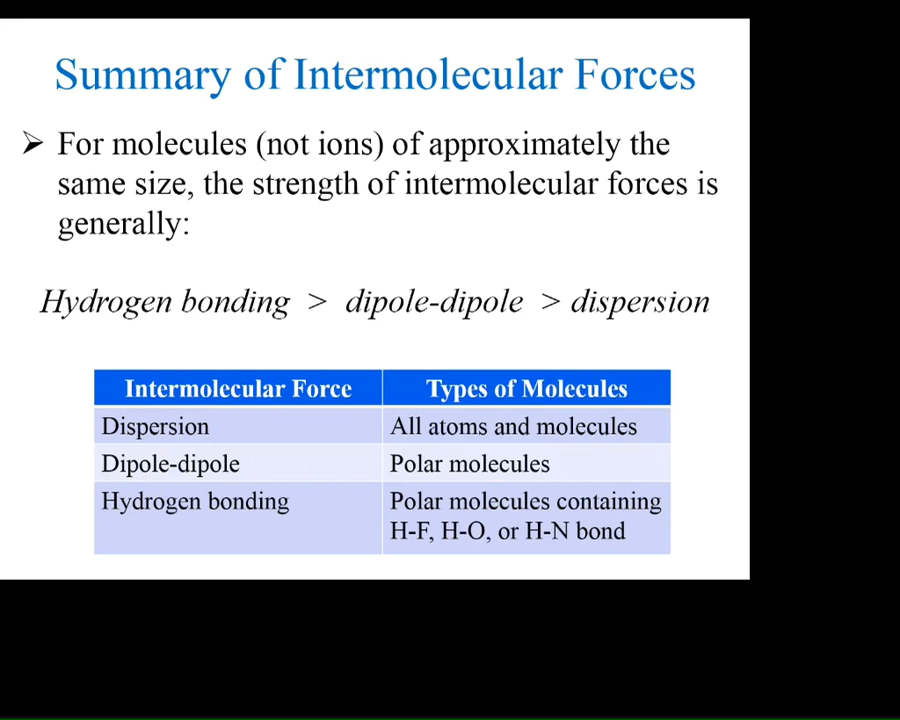 Summary of Intermolecular Forces
➢ For molecules (not ions) of approximately the
same size, the strength of intermolecular forces is
generally:
Hydrogen bonding > dipole-dipole > dispersion
Intermolecular Force Types of Molecules
Dispersion All atoms and molecules
Dipole-dipole Polar molecules
Hydrogen bonding Polar molecules containing
H-F, H-O, or H-N bond